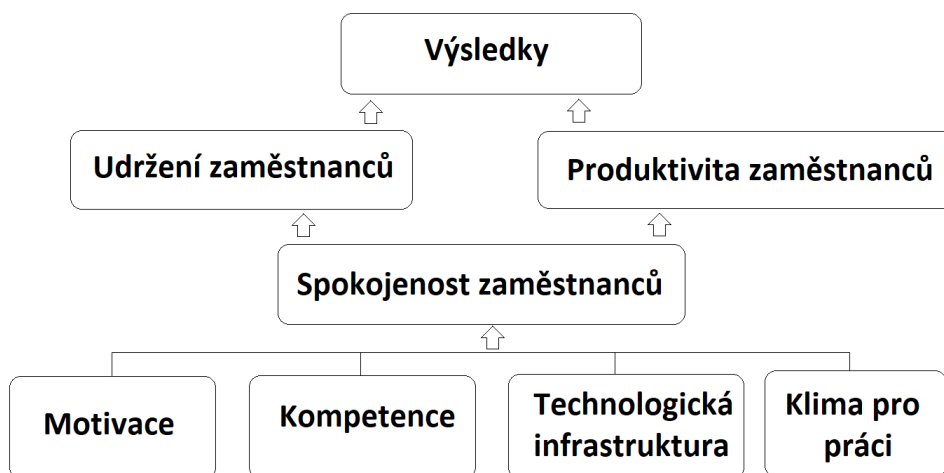 Výsledky
Udržení zaměstnanců
Produktivita zaměstnanců
Spokojenost zaměstnanců
Motivace
Kompetence
Technologická
infrastruktura
Klima pro
práci